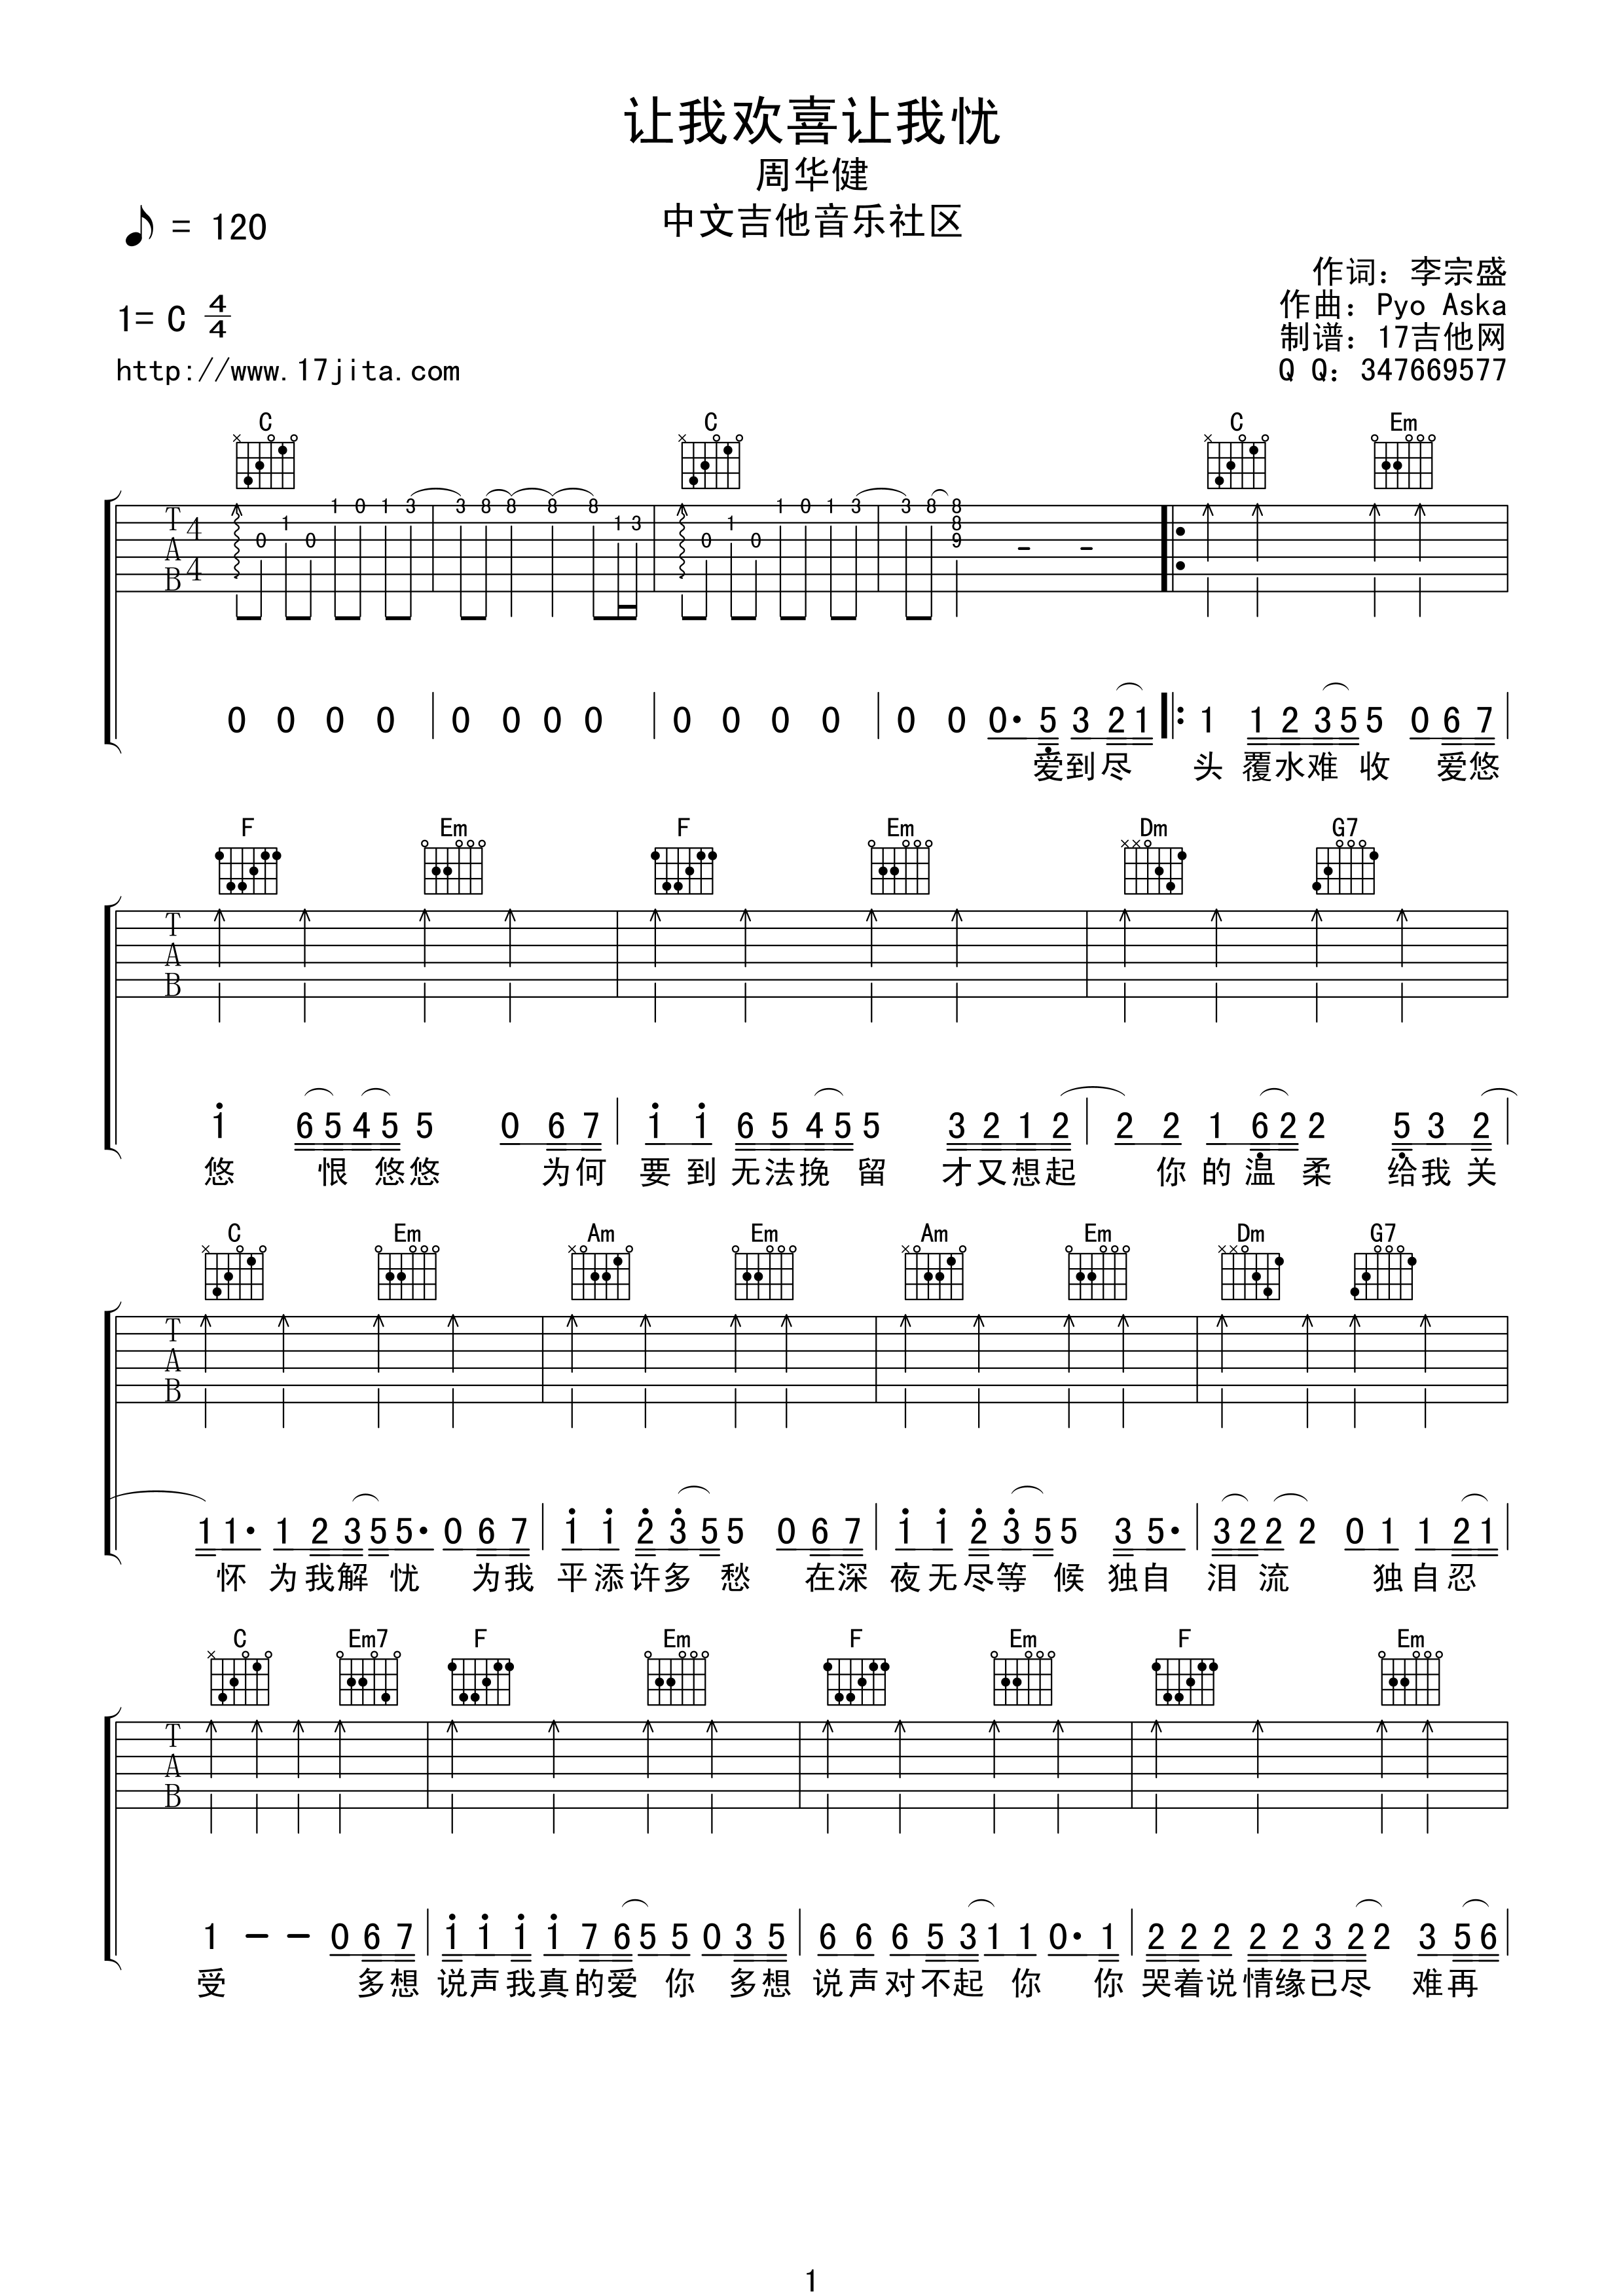 让我欢喜让我忧
周华健
中文吉他音乐社区
♪ = 120
作词：李宗盛
作曲：Pyo Aska
1= C 4/4
制谱：17吉他网
http://www.17jita.com
Q Q：347669577
C C C Em
1 1 0 1 3 3 8 8 8 8 1 1 0 1 3 3 8 8
T 4 1 1 3 1 8
0 0 0 0 9 - -
A 4
B
0 0 0 0 | 0 0 0 0 | 0 0 0 0 | 0 0 0· 5 3 2 1 |: 1 1 2 3 5 5 0 6 7 |
爱到尽 头 覆水难 收 爱悠
F Em F Em Dm G7
T
A
B
1 6 5 4 5 5 0 6 7 | 1 1 6 5 4 5 5 3 2 1 2 | 2 2 1 6 2 2 5 3 2 |
悠 恨 悠悠 为何 要 到 无法挽 留 才又想起 你 的 温 柔 给我 关
C Em Am Em Am Em Dm G7
T
A
B
1 1· 1 2 3 5 5· 0 6 7 | 1 1 2 3 5 5 0 6 7 | 1 1 2 3 5 5 3 5· | 3 2 2 2 0 1 1 2 1 |
怀 为我解 忧 为我 平添许多 愁 在深 夜无尽等 候 独自 泪 流 独自忍
C Em7 F Em F Em F Em
T
A
B
1 - - 0 6 7 | 1 1 1 1 7 6 5 5 0 3 5 | 6 6 6 5 3 1 1 0· 1 | 2 2 2 2 2 3 2 2 3 5 6 |
受 多想 说声我真的爱 你 多想 说声对不起 你 你 哭着说情缘已尽 难再
1